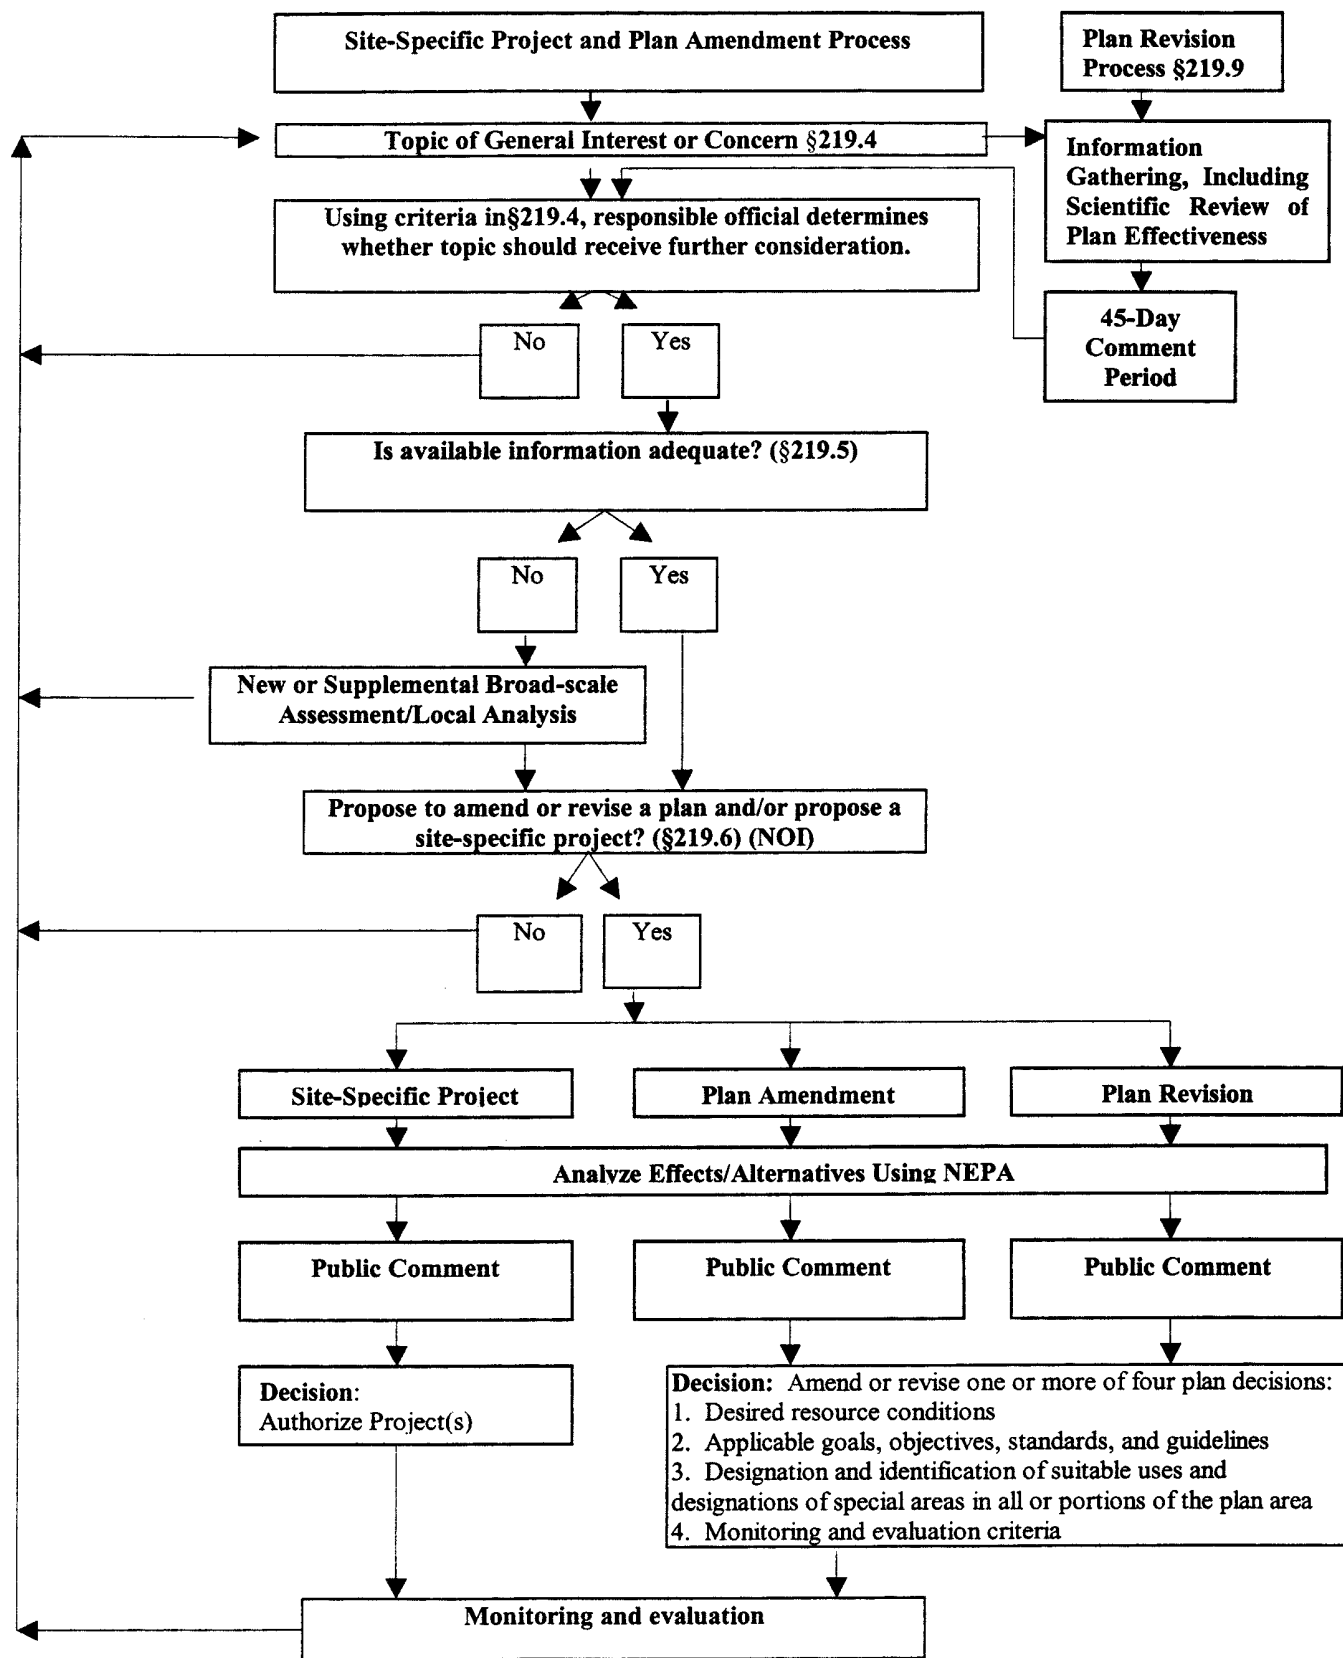 Site-Specific Project and Plan Amendment Process
Plan Revision
Process §219.9
Topic of General Interest or Concern §219.4
Information
Gathering, Including
Scientific Review of
Plan Effectiveness
Using criteria in§219.4, responsible official determines
whether topic should receive further consideration.
45-Day
Comment
Period
No
Yes
Is available information adequate? (§219.5)
No
Yes
New or Supplemental Broad-scale
Assessment/Local Analysis
Propose to amend or revise a plan and/or propose a
site-specific project? (§219.6) (NOI)
No
Yes
Site-Specific Project
Plan Amendment
Plan Revision
Analyze Effects/Alternatives Using NEPA
Public Comment
Public Comment
Public Comment
Decision:
Authorize Project(s)
Decision: Amend or revise one or more of four plan decisions:
1. Desired resource conditions
2. Applicable goals, objectives, standards, and guidelines
3. Designation and identification of suitable uses and
designations of special areas in all or portions of the plan area
4. Monitoring and evaluation criteria
Monitoring and evaluation